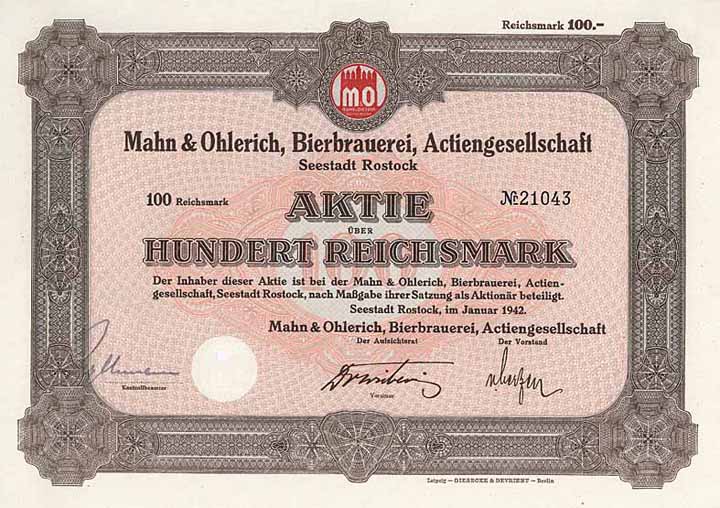 Reichsmark 100.–
M.O
Mahn & Ohlerich, Bierbrauerei, Actiengesellschaft
Seestadt Rostock
100 Reichsmark AKTIE № 21043
ÜBER
HUNDERT REICHSMARK
Der Inhaber dieser Aktie ist bei der Mahn & Ohlerich, Bierbrauerei, Actien-
gesellschaft, Seestadt Rostock, nach Maßgabe ihrer Satzung als Aktionär beteiligt.
Seestadt Rostock, im Januar 1942.
Mahn & Ohlerich, Bierbrauerei, Actiengesellschaft
Der Aufsichtsrat Der Vorstand
Kontrollbeamter
Vorsitzer
Leipzig — GIESECKE & DEVRIENT — Berlin